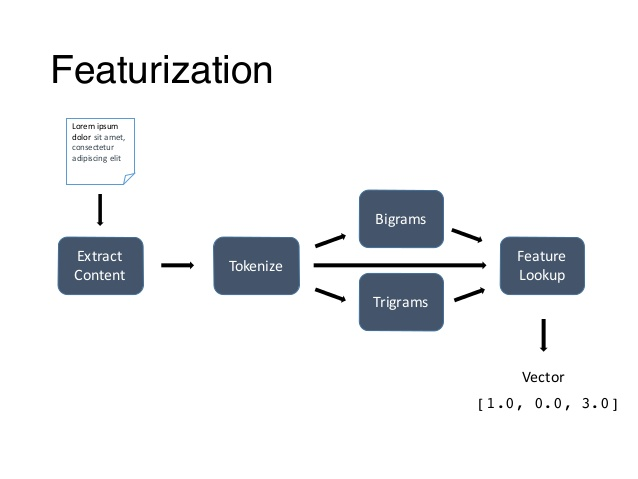 Featurization
Lorem ipsum
dolor sit amet,
consectetur
adipiscing elit
Extract
Content
Tokenize
Bigrams
Trigrams
Feature
Lookup
Vector
[1.0, 0.0, 3.0]